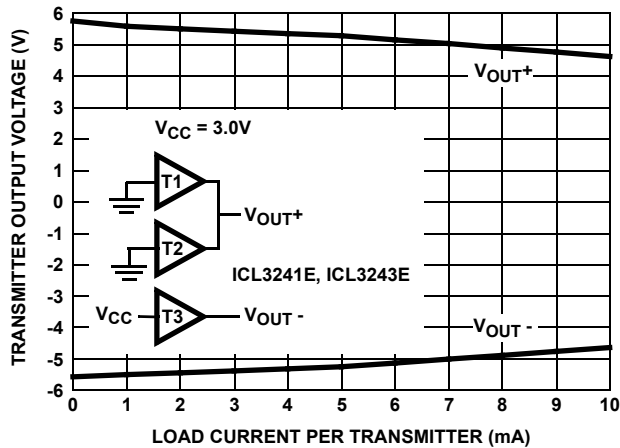 TRANSMITTER OUTPUT VOLTAGE (V)
6
5
4
3
2
1
0
-1
-2
-3
-4
-5
-6
VOUT+
VCC = 3.0V
T1
VOUT+
T2
ICL3241E, ICL3243E
VCC
T3
VOUT -
VOUT -
0 1 2 3 4 5 6 7 8 9 10
LOAD CURRENT PER TRANSMITTER (mA)